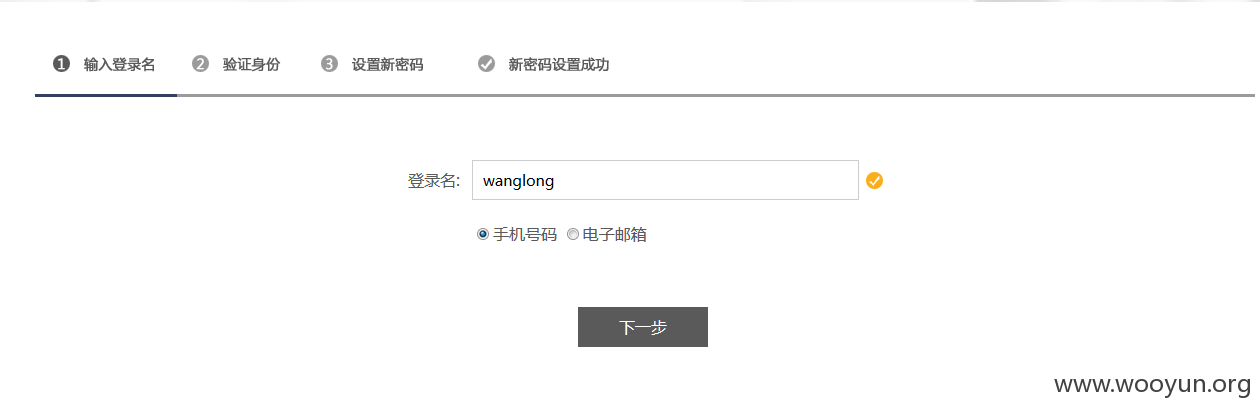 1 输入登录名 2 验证身份 3 设置新密码 新密码设置成功
登录名: wanglong
手机号码 电子邮箱
下一步
www.wooyun.org